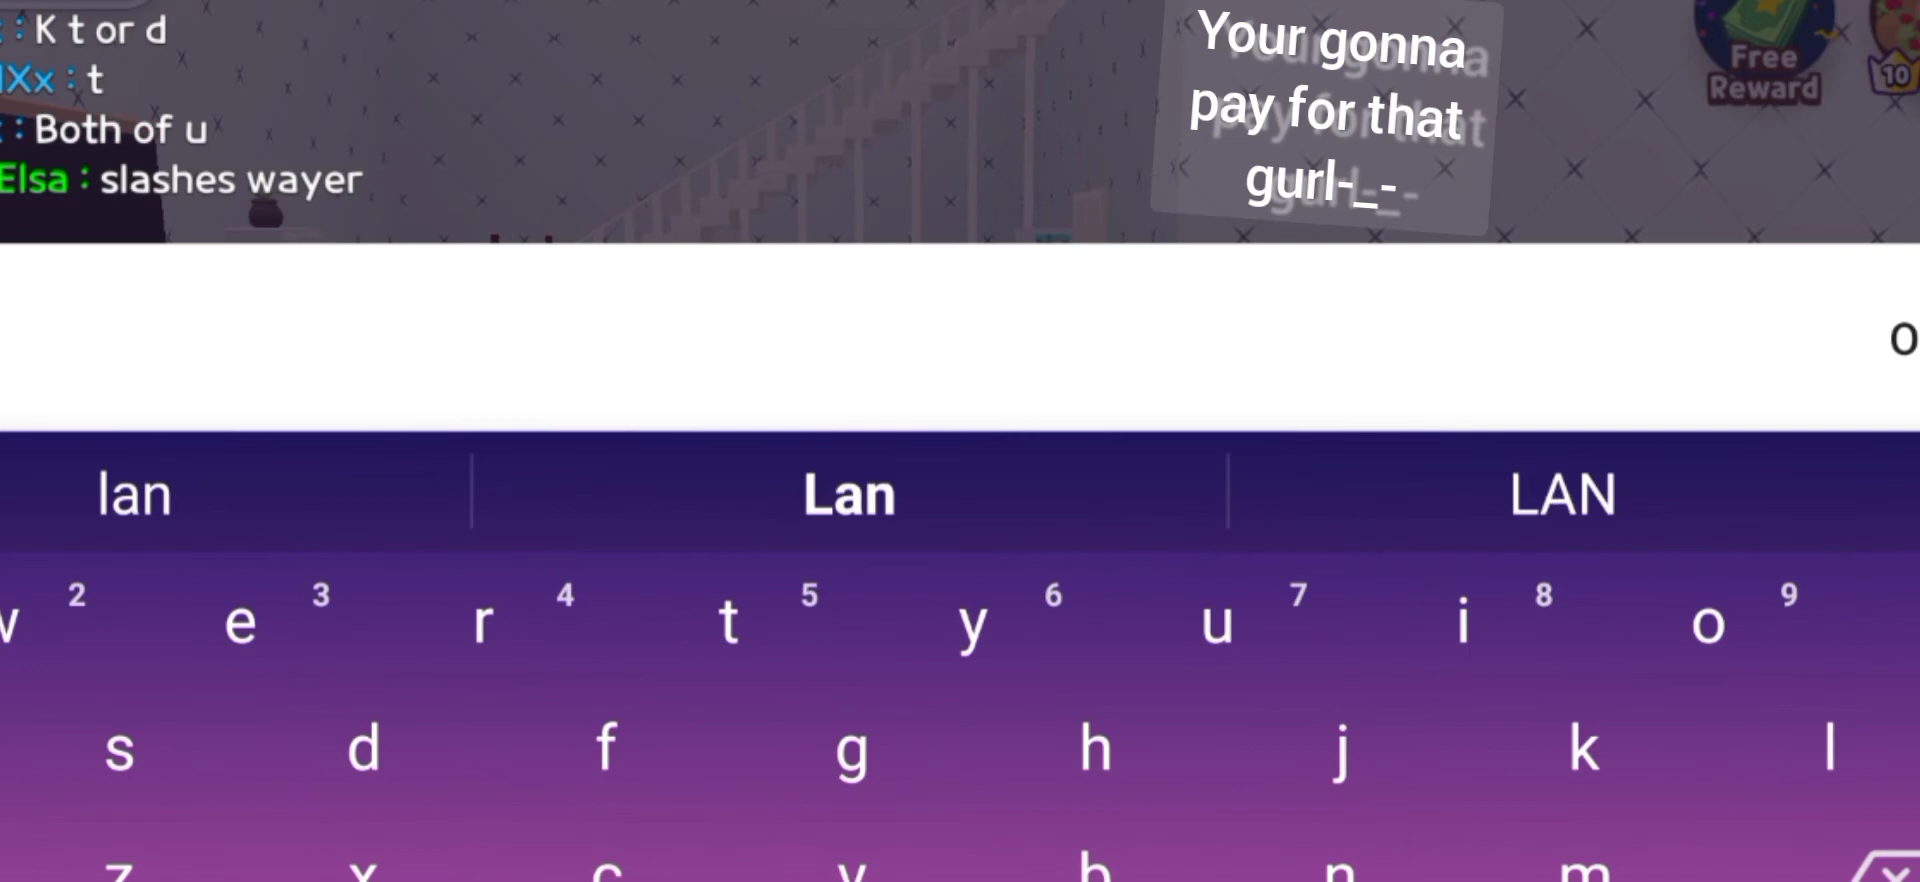 : K t or d
Xx : t
: Both of u
Elsa : slashes wayer
Your gonna
pay for that
gurl-_-
Free
Reward
10
o
lan Lan LAN
2 3 4 5 6 7 8 9
e r t y u i o
s d f g h j k l
z x c v b n m